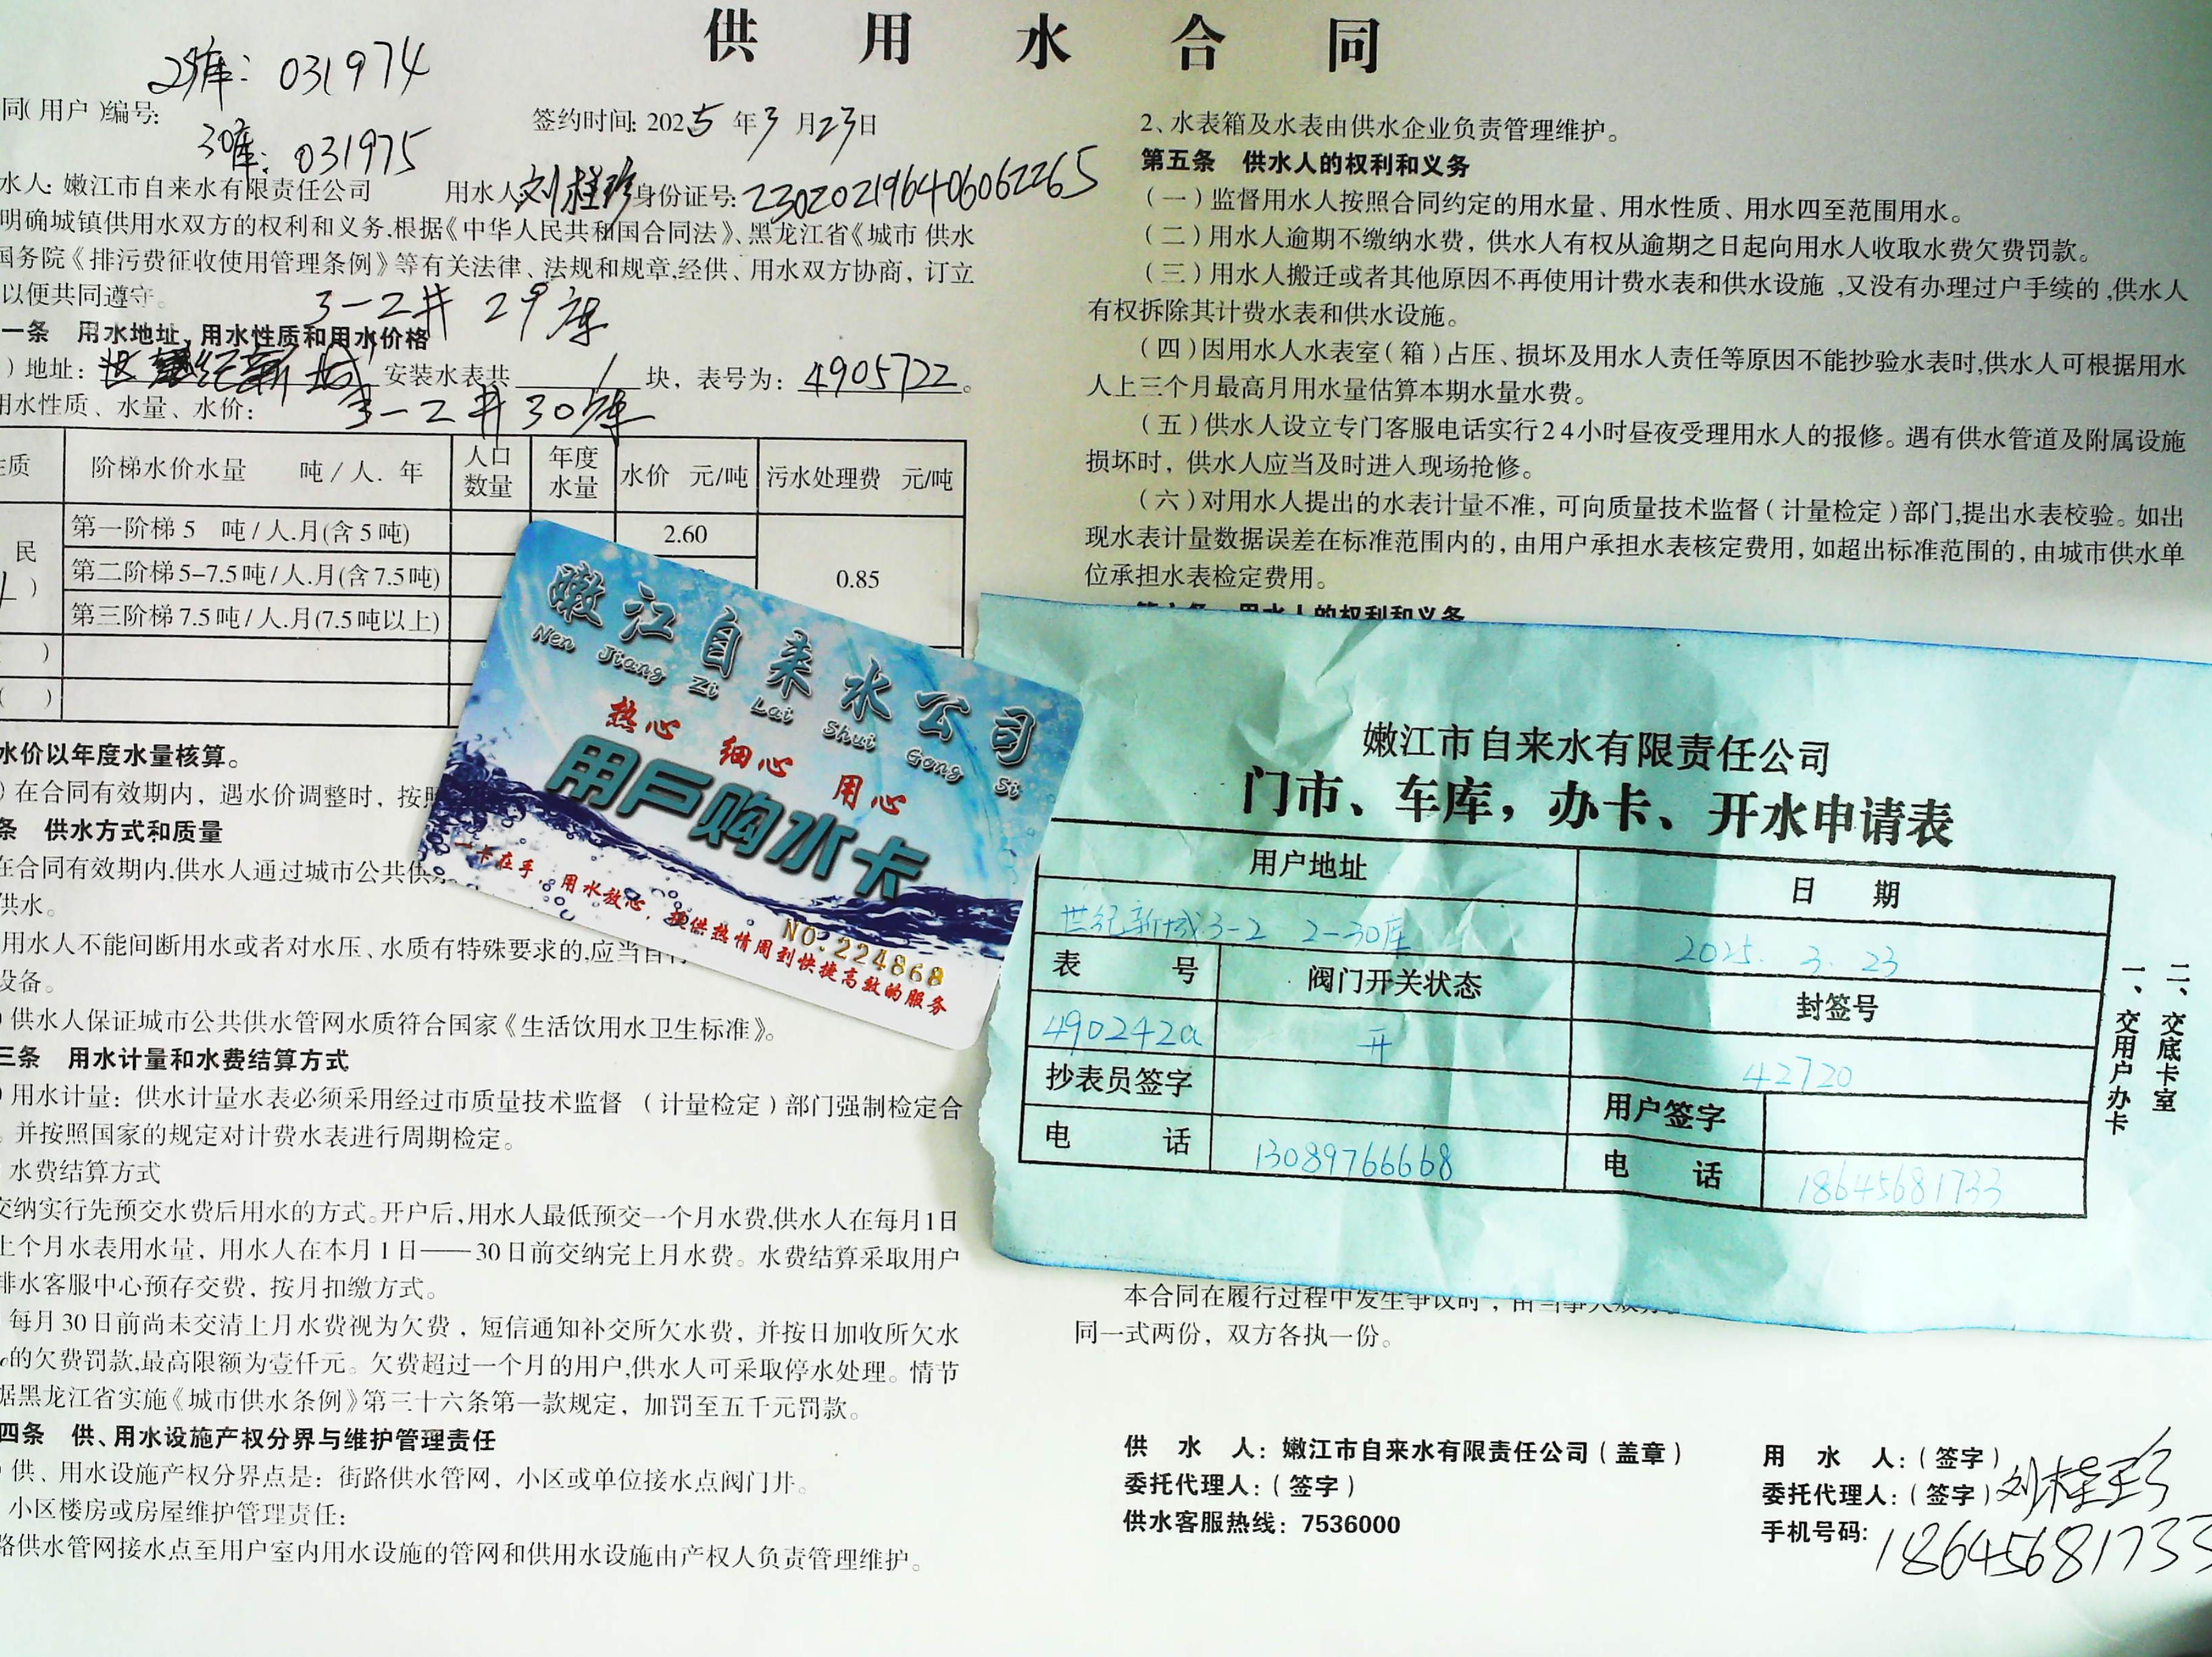 供用水合同
29库：031974
同(用户)编号：
30库：031975
签约时间：2025年3月23日
水人：嫩江市自来水有限责任公司 用水人：刘桂珍 身份证号：230202196406062265
明确城镇供用水双方的权利和义务,根据《中华人民共和国合同法》、黑龙江省《城市 供水
国务院《排污费征收使用管理条例》等有关法律、法规和规章,经供、用水双方协商，订立
以便共同遵守。
3-2井 29库
一条 用水地址,用水性质和用水价格
）地址：世纪新城 安装水表共 1 块，表号为：4905722。
用水性质、水量、水价：
3-2井30库
性质 阶梯水价水量 吨/人.年 人口数量 年度水量 水价 元/吨 污水处理费 元/吨
民 第一阶梯 5 吨/人.月(含 5 吨) 2.60
第二阶梯 5-7.5吨/人.月(含 7.5吨) 0.85
第三阶梯 7.5吨/人.月(7.5吨以上)
水价以年度水量核算。
）在合同有效期内，遇水价调整时，按照
条 供水方式和质量
在合同有效期内,供水人通过城市公共供水
供水。
用水人不能间断用水或者对水压、水质有特殊要求的,应当自行
设备。
）供水人保证城市公共供水管网水质符合国家《生活饮用水卫生标准》。
三条 用水计量和水费结算方式
）用水计量：供水计量水表必须采用经过市质量技术监督（计量检定）部门强制检定合
。并按照国家的规定对计费水表进行周期检定。
水费结算方式
交纳实行先预交水费后用水的方式。开户后,用水人最低预交一个月水费,供水人在每月1日
上个月水表用水量，用水人在本月1日——30日前交纳完上月水费。水费结算采取用户
排水客服中心预存交费，按月扣缴方式。
每月30日前尚未交清上月水费视为欠费，短信通知补交所欠水费，并按日加收所欠水
的欠费罚款,最高限额为壹仟元。欠费超过一个月的用户,供水人可采取停水处理。情节
据黑龙江省实施《城市供水条例》第三十六条第一款规定，加罚至五千元罚款。
四条 供、用水设施产权分界与维护管理责任
）供、用水设施产权分界点是：街路供水管网，小区或单位接水点阀门井。
小区楼房或房屋维护管理责任：
路供水管网接水点至用户室内用水设施的管网和供用水设施由产权人负责管理维护。
2、水表箱及水表由供水企业负责管理维护。
第五条 供水人的权利和义务
（一）监督用水人按照合同约定的用水量、用水性质、用水四至范围用水。
（二）用水人逾期不缴纳水费，供水人有权从逾期之日起向用水人收取水费欠费罚款。
（三）用水人搬迁或者其他原因不再使用计费水表和供水设施,又没有办理过户手续的,供水人
有权拆除其计费水表和供水设施。
（四）因用水人水表室（箱）占压、损坏及用水人责任等原因不能抄验水表时,供水人可根据用水
人上三个月最高月用水量估算本期水量水费。
（五）供水人设立专门客服电话实行24小时昼夜受理用水人的报修。遇有供水管道及附属设施
损坏时，供水人应当及时进入现场抢修。
（六）对用水人提出的水表计量不准，可向质量技术监督（计量检定）部门,提出水表校验。如出
现水表计量数据误差在标准范围内的，由用户承担水表核定费用，如超出标准范围的，由城市供水单
位承担水表检定费用。
第六条 用水人的权利和义务
嫩江自来水公司
Nen Jiang Zi Lai Shui Gong Si
热心 细心 用心
用户购水卡
NO.224868
一卡在手，用水放心，提供热情周到快捷高效的服务
嫩江市自来水有限责任公司
门市、车库，办卡、开水申请表
用户地址 日期
世纪新城3-2 2-30库 2025. 3. 23
表号 阀门开关状态 封签号
490242a 开 42720
抄表员签字 用户签字
电话 13089766668 电话 18645681733
一、交用户办卡
二、交底卡室
本合同在履行过程中发生争议时，由当事人双方
同一式两份，双方各执一份。
供水人：嫩江市自来水有限责任公司（盖章）
委托代理人：（签字）
供水客服热线：7536000
用水人：（签字）
委托代理人：（签字）刘桂珍
手机号码：18645681733